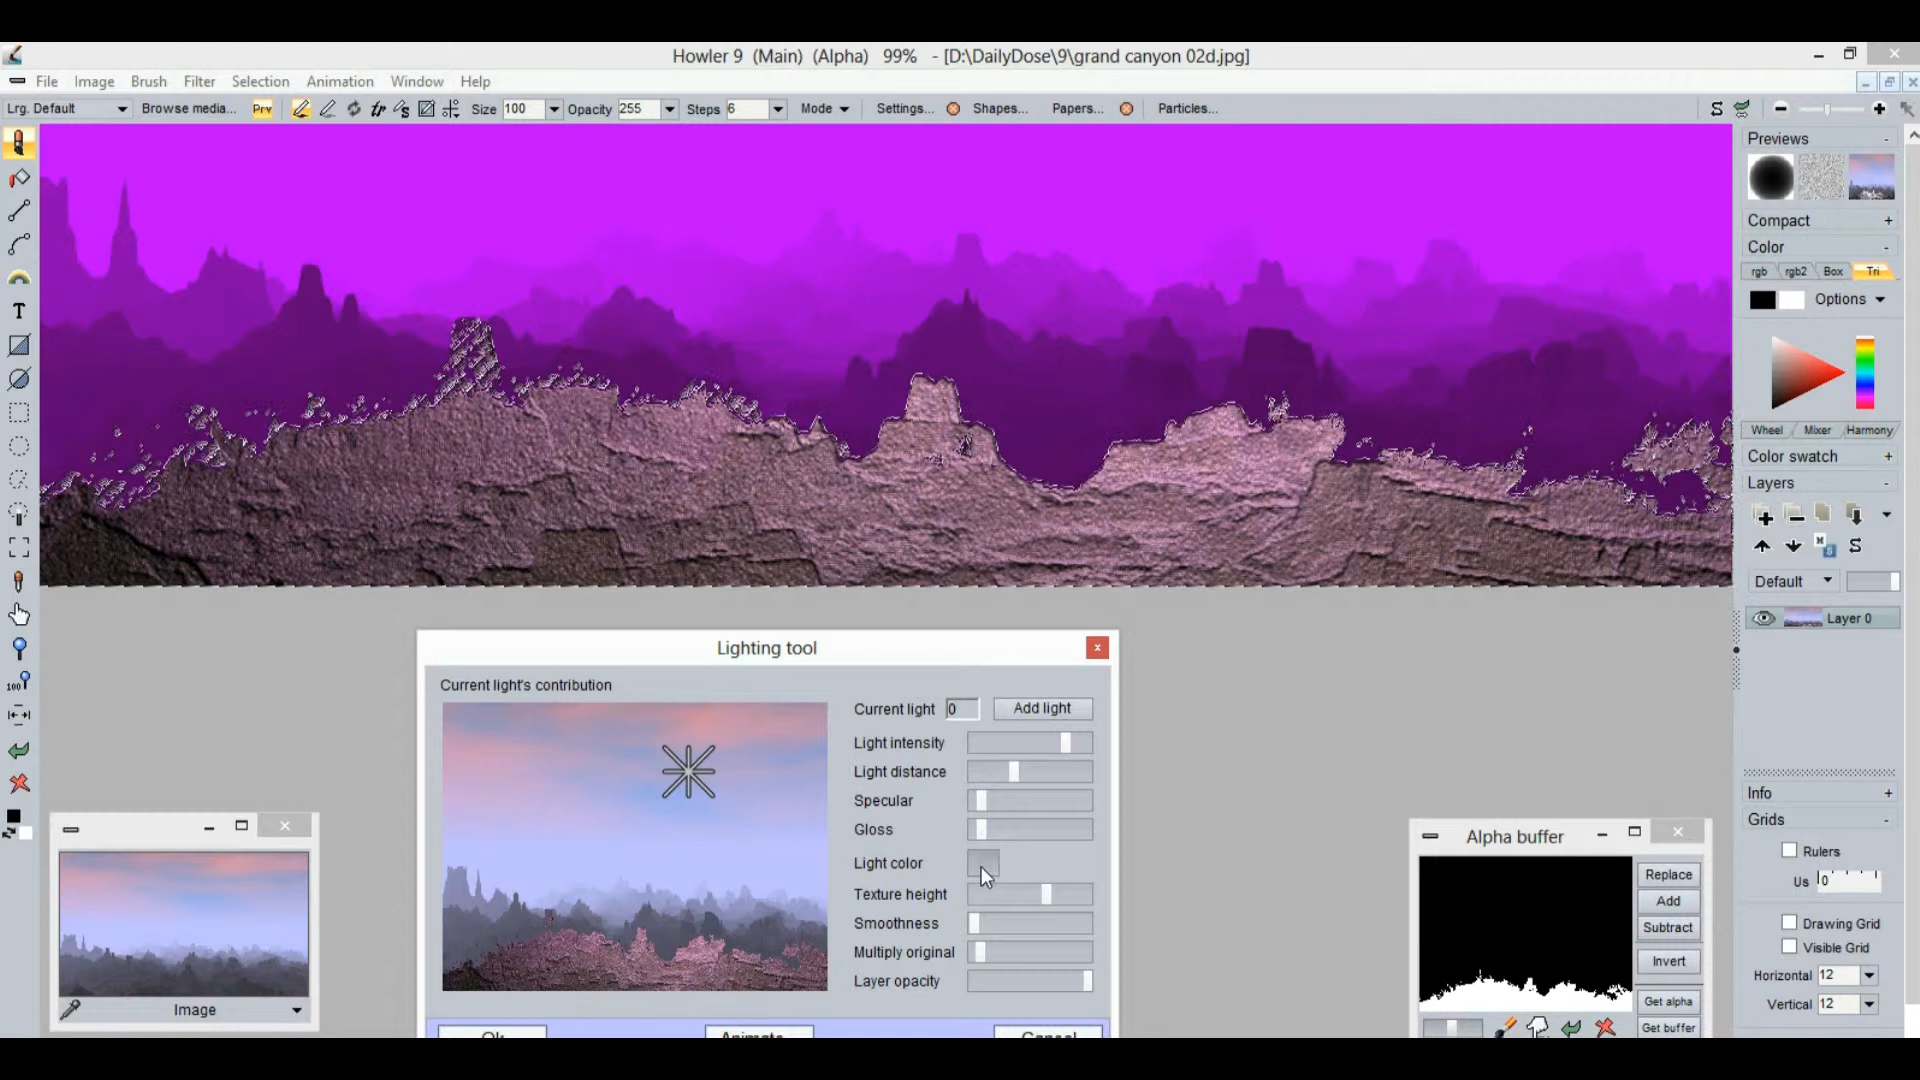 Howler 9 (Main) (Alpha) 99% - [D:\DailyDose\9\grand canyon 02d.jpg]
File Image Brush Filter Selection Animation Window Help
Lrg. Default Browse media... Prv fr Size 100 Opacity 255 Steps 6 Mode Settings... Shapes... Papers... Particles...
Previews -
Compact +
Color -
rgb rgb2 Box Tri
Options
Wheel Mixer Harmony
Color swatch +
Layers -
Default
Layer 0
Info +
Grids -
Rulers
Us 0
Drawing Grid
Visible Grid
Horizontal 12
Vertical 12
T
100
Lighting tool
Current light's contribution
Current light 0 Add light
Light intensity
Light distance
Specular
Gloss
Light color
Texture height
Smoothness
Multiply original
Layer opacity
Ok Animate Cancel
Image
Alpha buffer
Replace
Add
Subtract
Invert
Get alpha
Get buffer